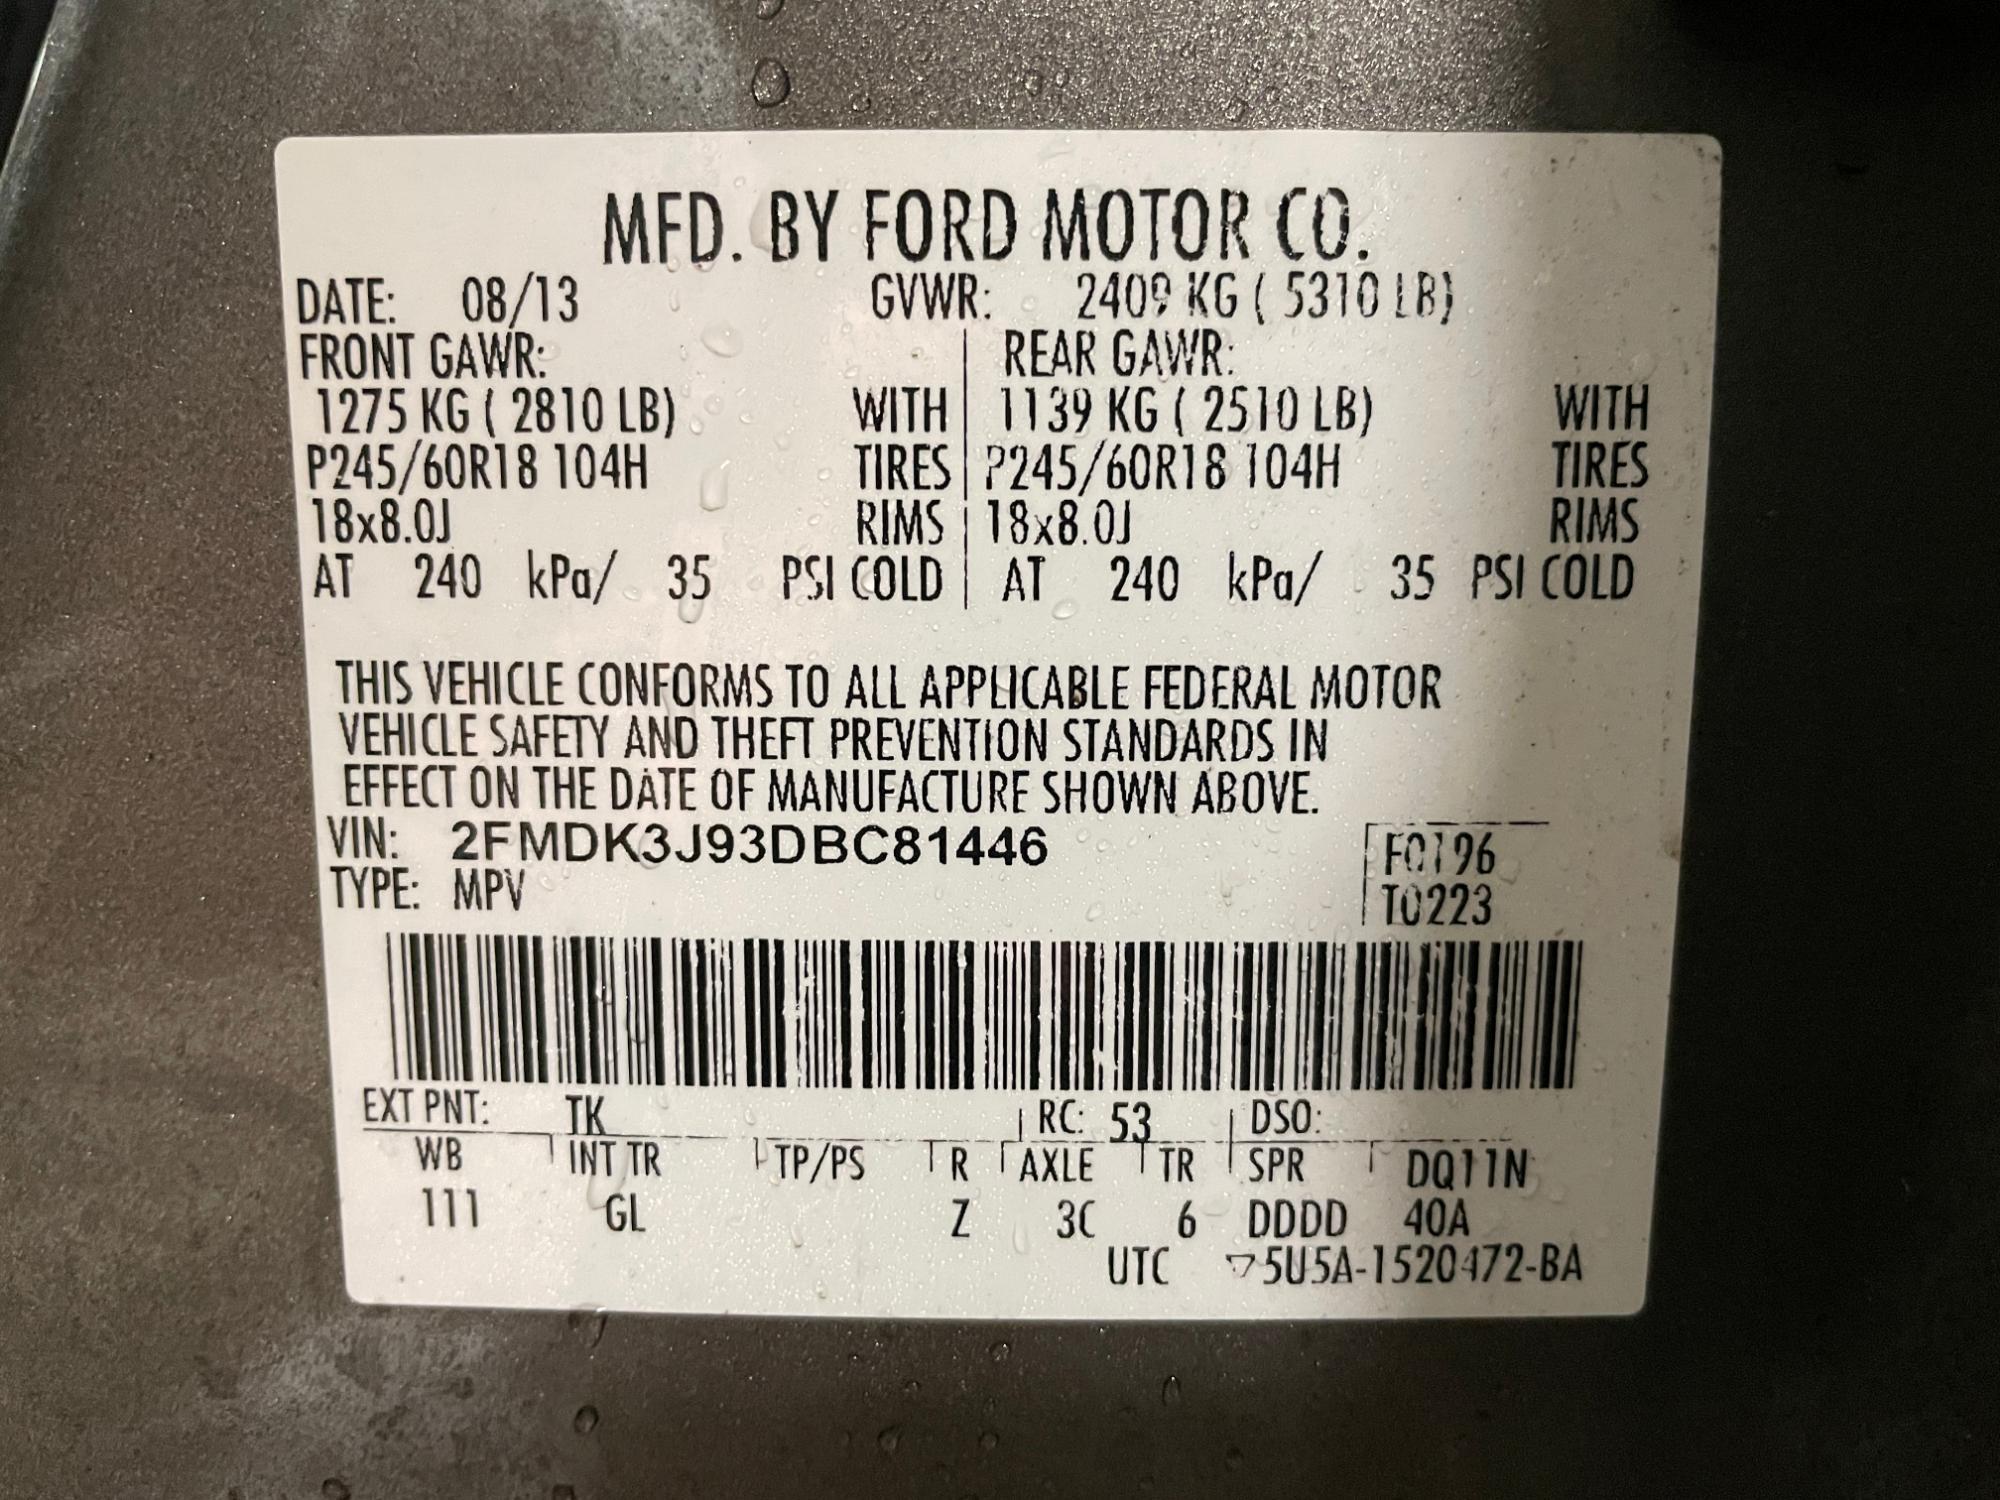 MFD. BY FORD MOTOR CO.
DATE: 08/13 GVWR: 2409 KG ( 5310 LB)
FRONT GAWR: REAR GAWR:
1275 KG ( 2810 LB) WITH 1139 KG ( 2510 LB) WITH
P245/60R18 104H TIRES P245/60R18 104H TIRES
18x8.0J RIMS 18x8.0J RIMS
AT 240 kPa/ 35 PSI COLD AT 240 kPa/ 35 PSI COLD
THIS VEHICLE CONFORMS TO ALL APPLICABLE FEDERAL MOTOR
VEHICLE SAFETY AND THEFT PREVENTION STANDARDS IN
EFFECT ON THE DATE OF MANUFACTURE SHOWN ABOVE.
VIN: 2FMDK3J93DBC81446 F0196
TYPE: MPV T0223
EXT PNT: TK RC: 53 DSO:
WB INT TR TP/PS R AXLE TR SPR DQ11N
111 GL Z 3C 6 DDDD 40A
UTC ▽5U5A-1520472-BA